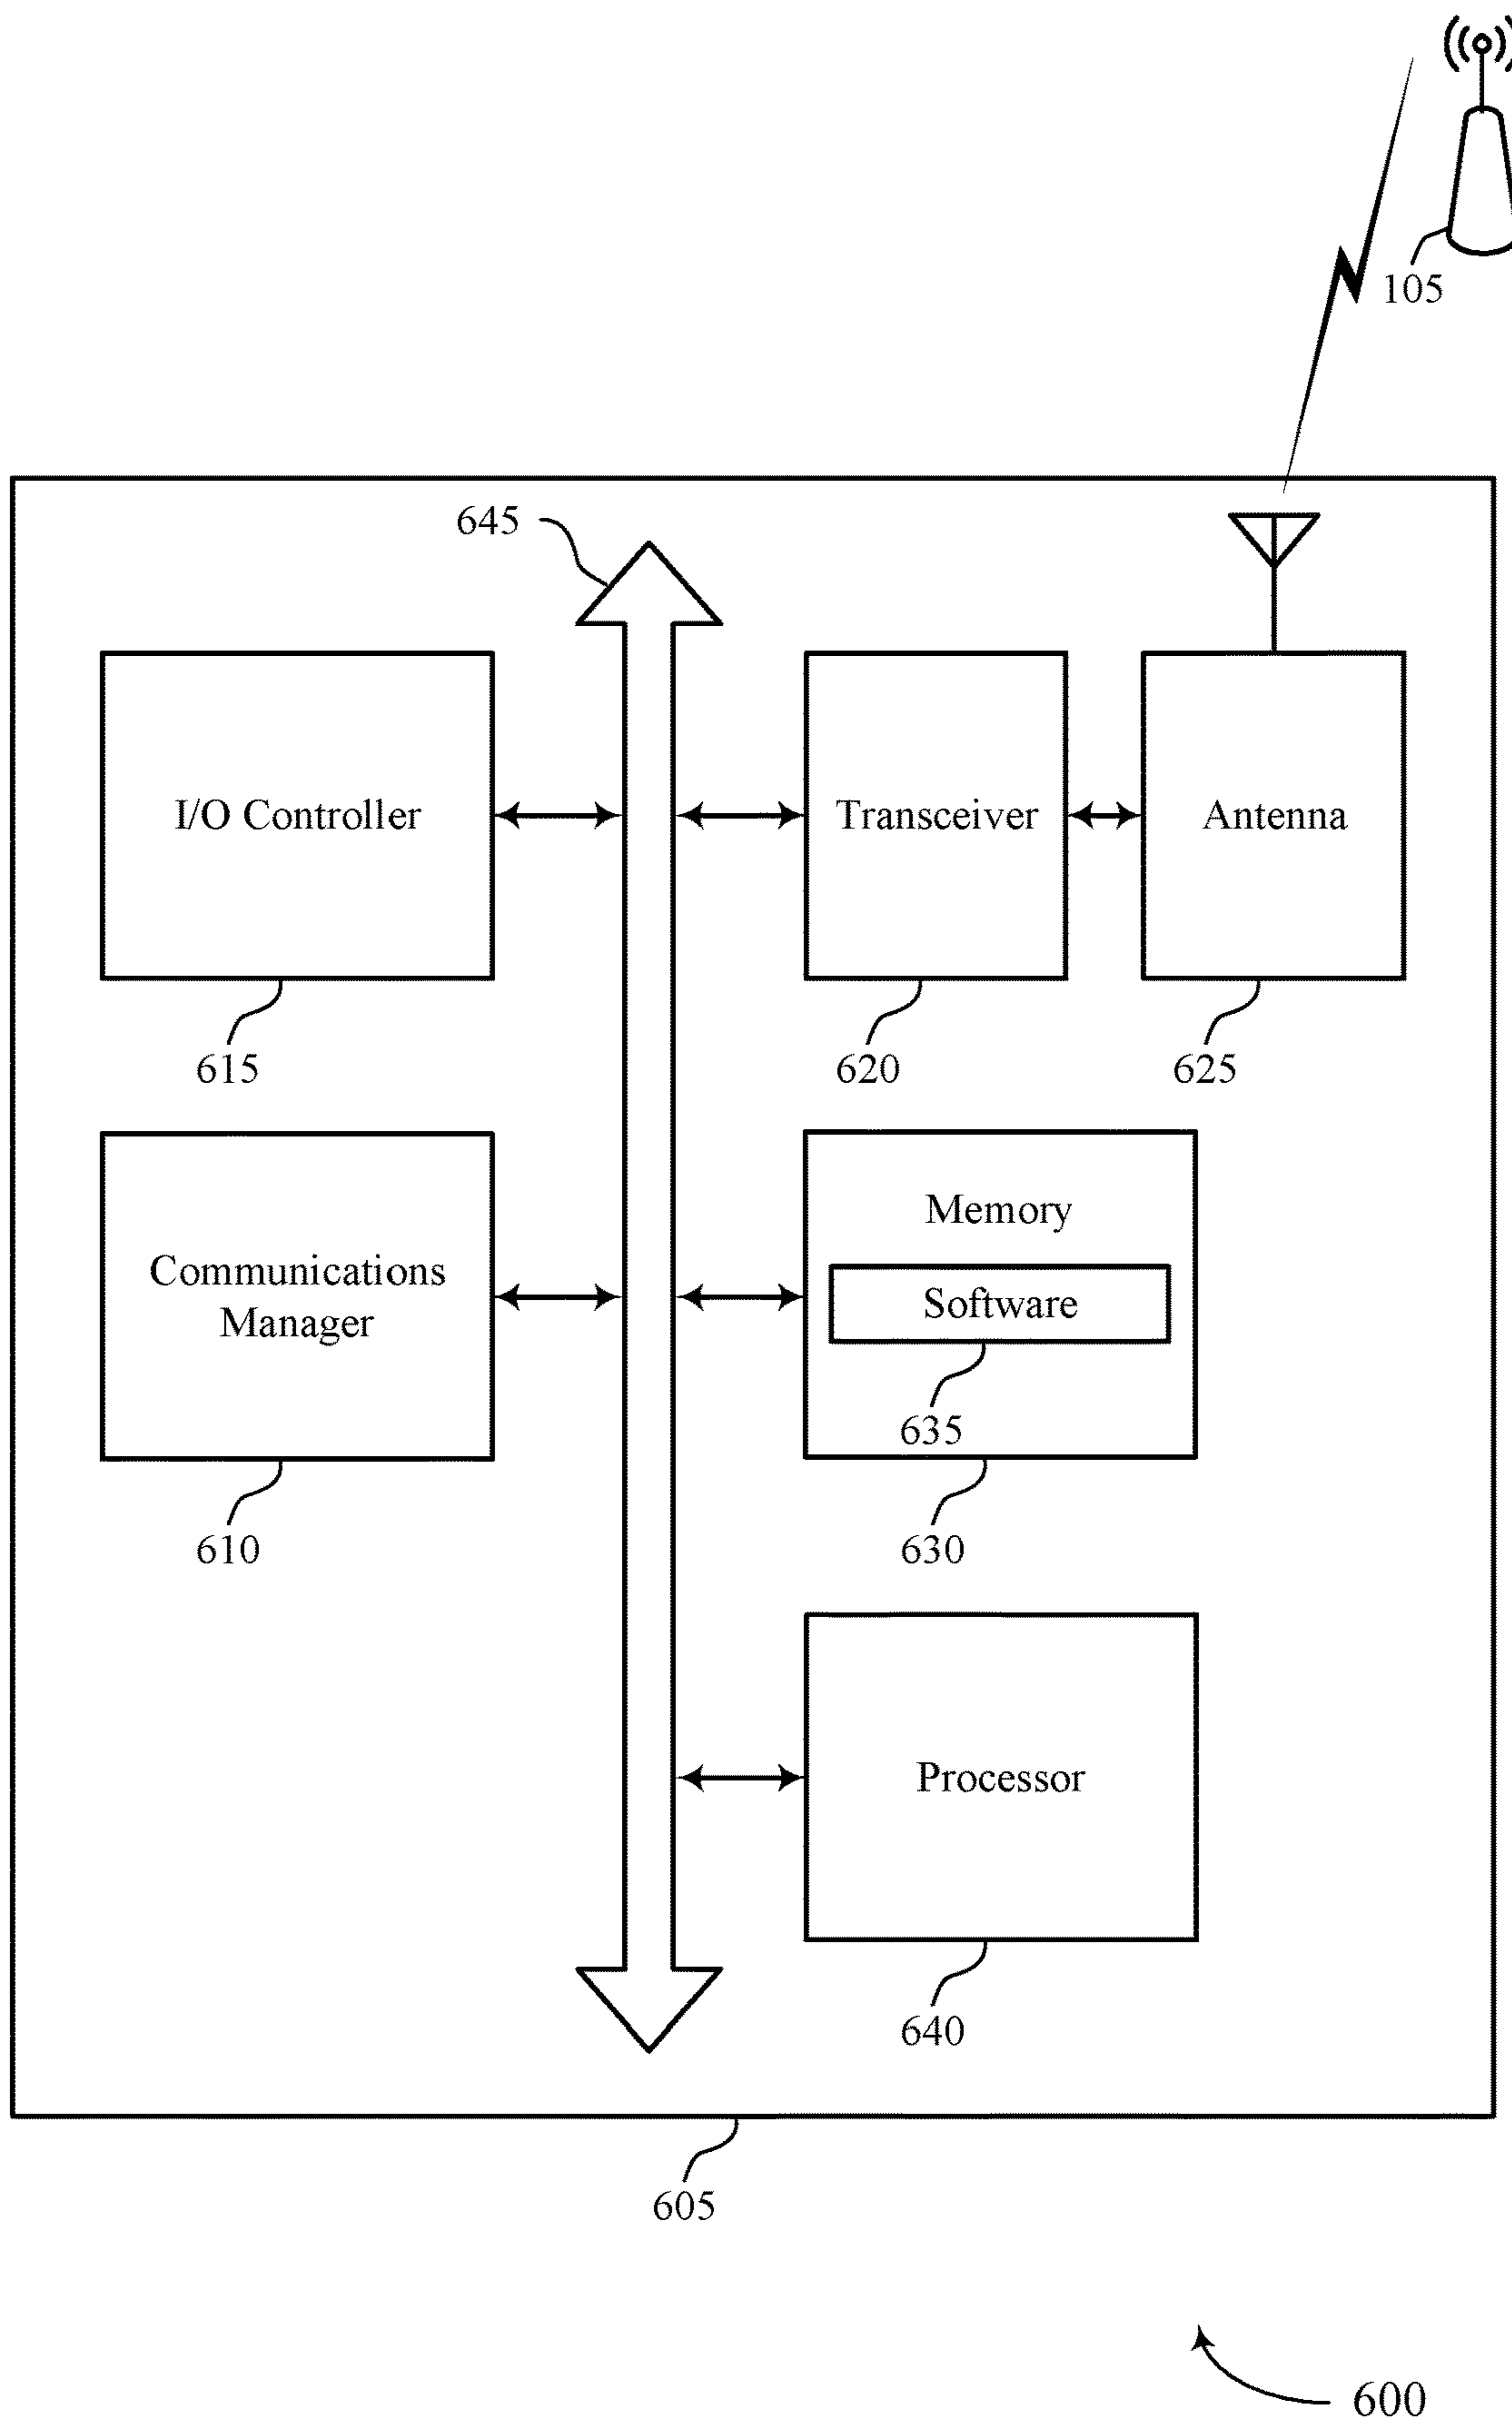 105
645
I/O Controller
Transceiver
Antenna
615
620
625
Communications
Manager
Memory
Software
635
610
630
Processor
640
605
600